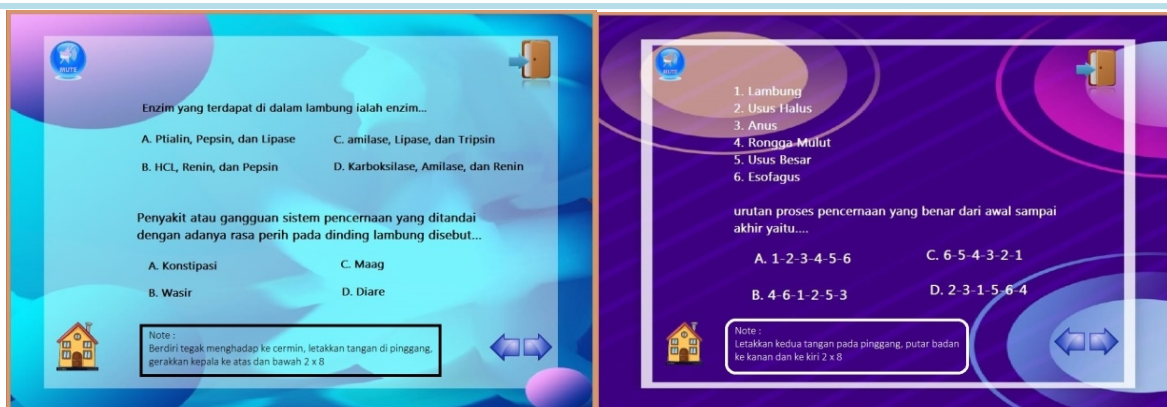 MUTE
Enzim yang terdapat di dalam lambung ialah enzim...
A. Ptialin, Pepsin, dan Lipase
C. amilase, Lipase, dan Tripsin
B. HCL, Renin, dan Pepsin
D. Karboksilase, Amilase, dan Renin
Penyakit atau gangguan sistem pencernaan yang ditandai
dengan adanya rasa perih pada dinding lambung disebut...
A. Konstipasi
C. Maag
B. Wasir
D. Diare
Note :
Berdiri tegak menghadap ke cermin, letakkan tangan di pinggang,
gerakkan kepala ke atas dan bawah 2 x 8
MUTE
1. Lambung
2. Usus Halus
3. Anus
4. Rongga Mulut
5. Usus Besar
6. Esofagus
urutan proses pencernaan yang benar dari awal sampai
akhir yaitu....
A. 1-2-3-4-5-6
C. 6-5-4-3-2-1
B. 4-6-1-2-5-3
D. 2-3-1-5-6-4
Note :
Letakkan kedua tangan pada pinggang, putar badan
ke kanan dan ke kiri 2 x 8